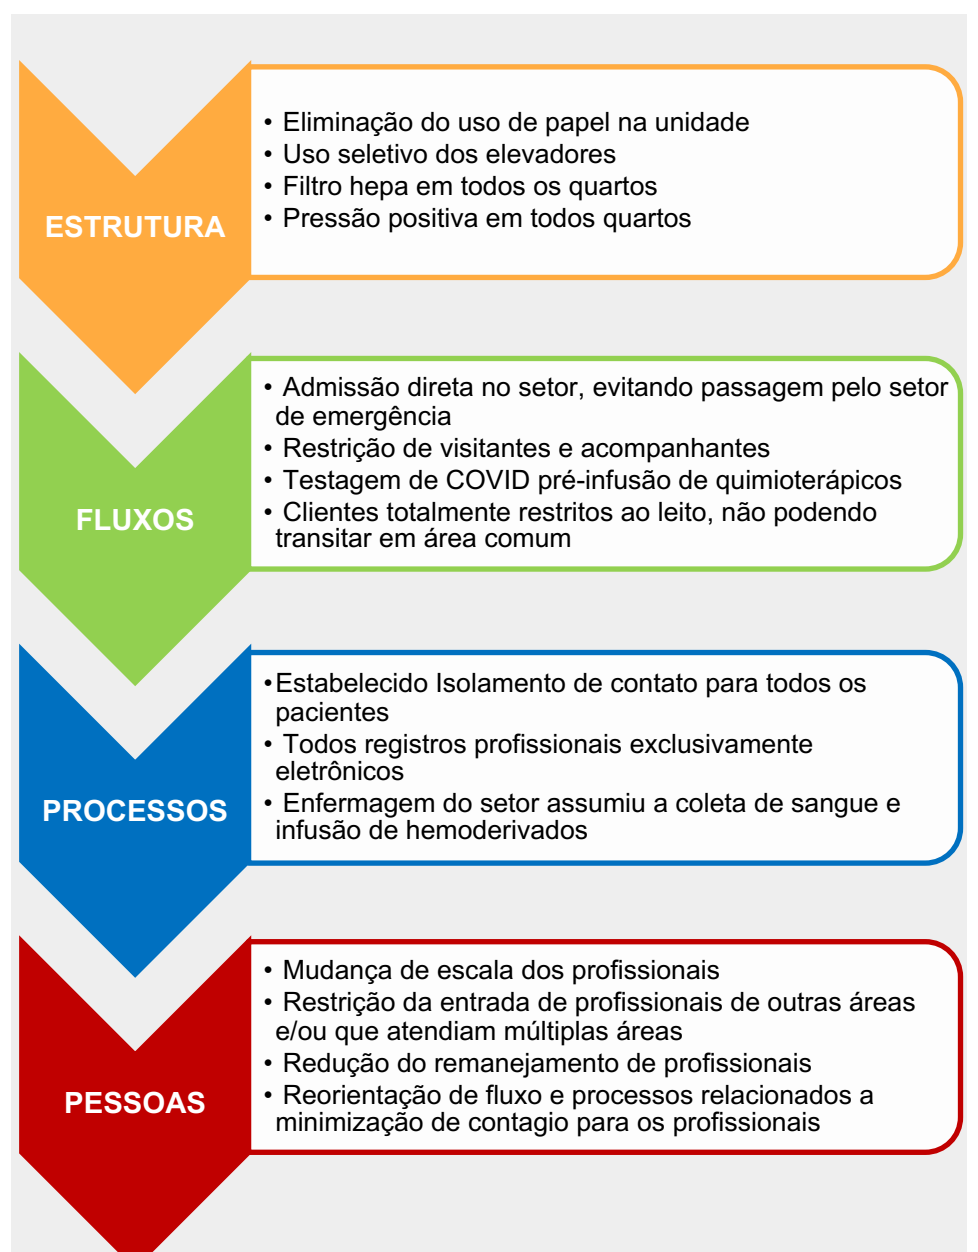 ESTRUTURA
• Eliminação do uso de papel na unidade
• Uso seletivo dos elevadores
• Filtro hepa em todos os quartos
• Pressão positiva em todos quartos
FLUXOS
• Admissão direta no setor, evitando passagem pelo setor
de emergência
• Restrição de visitantes e acompanhantes
• Testagem de COVID pré-infusão de quimioterápicos
• Clientes totalmente restritos ao leito, não podendo
transitar em área comum
PROCESSOS
•Estabelecido Isolamento de contato para todos os
pacientes
• Todos registros profissionais exclusivamente
eletrônicos
• Enfermagem do setor assumiu a coleta de sangue e
infusão de hemoderivados
PESSOAS
• Mudança de escala dos profissionais
• Restrição da entrada de profissionais de outras áreas
e/ou que atendiam múltiplas áreas
• Redução do remanejamento de profissionais
• Reorientação de fluxo e processos relacionados a
minimização de contagio para os profissionais